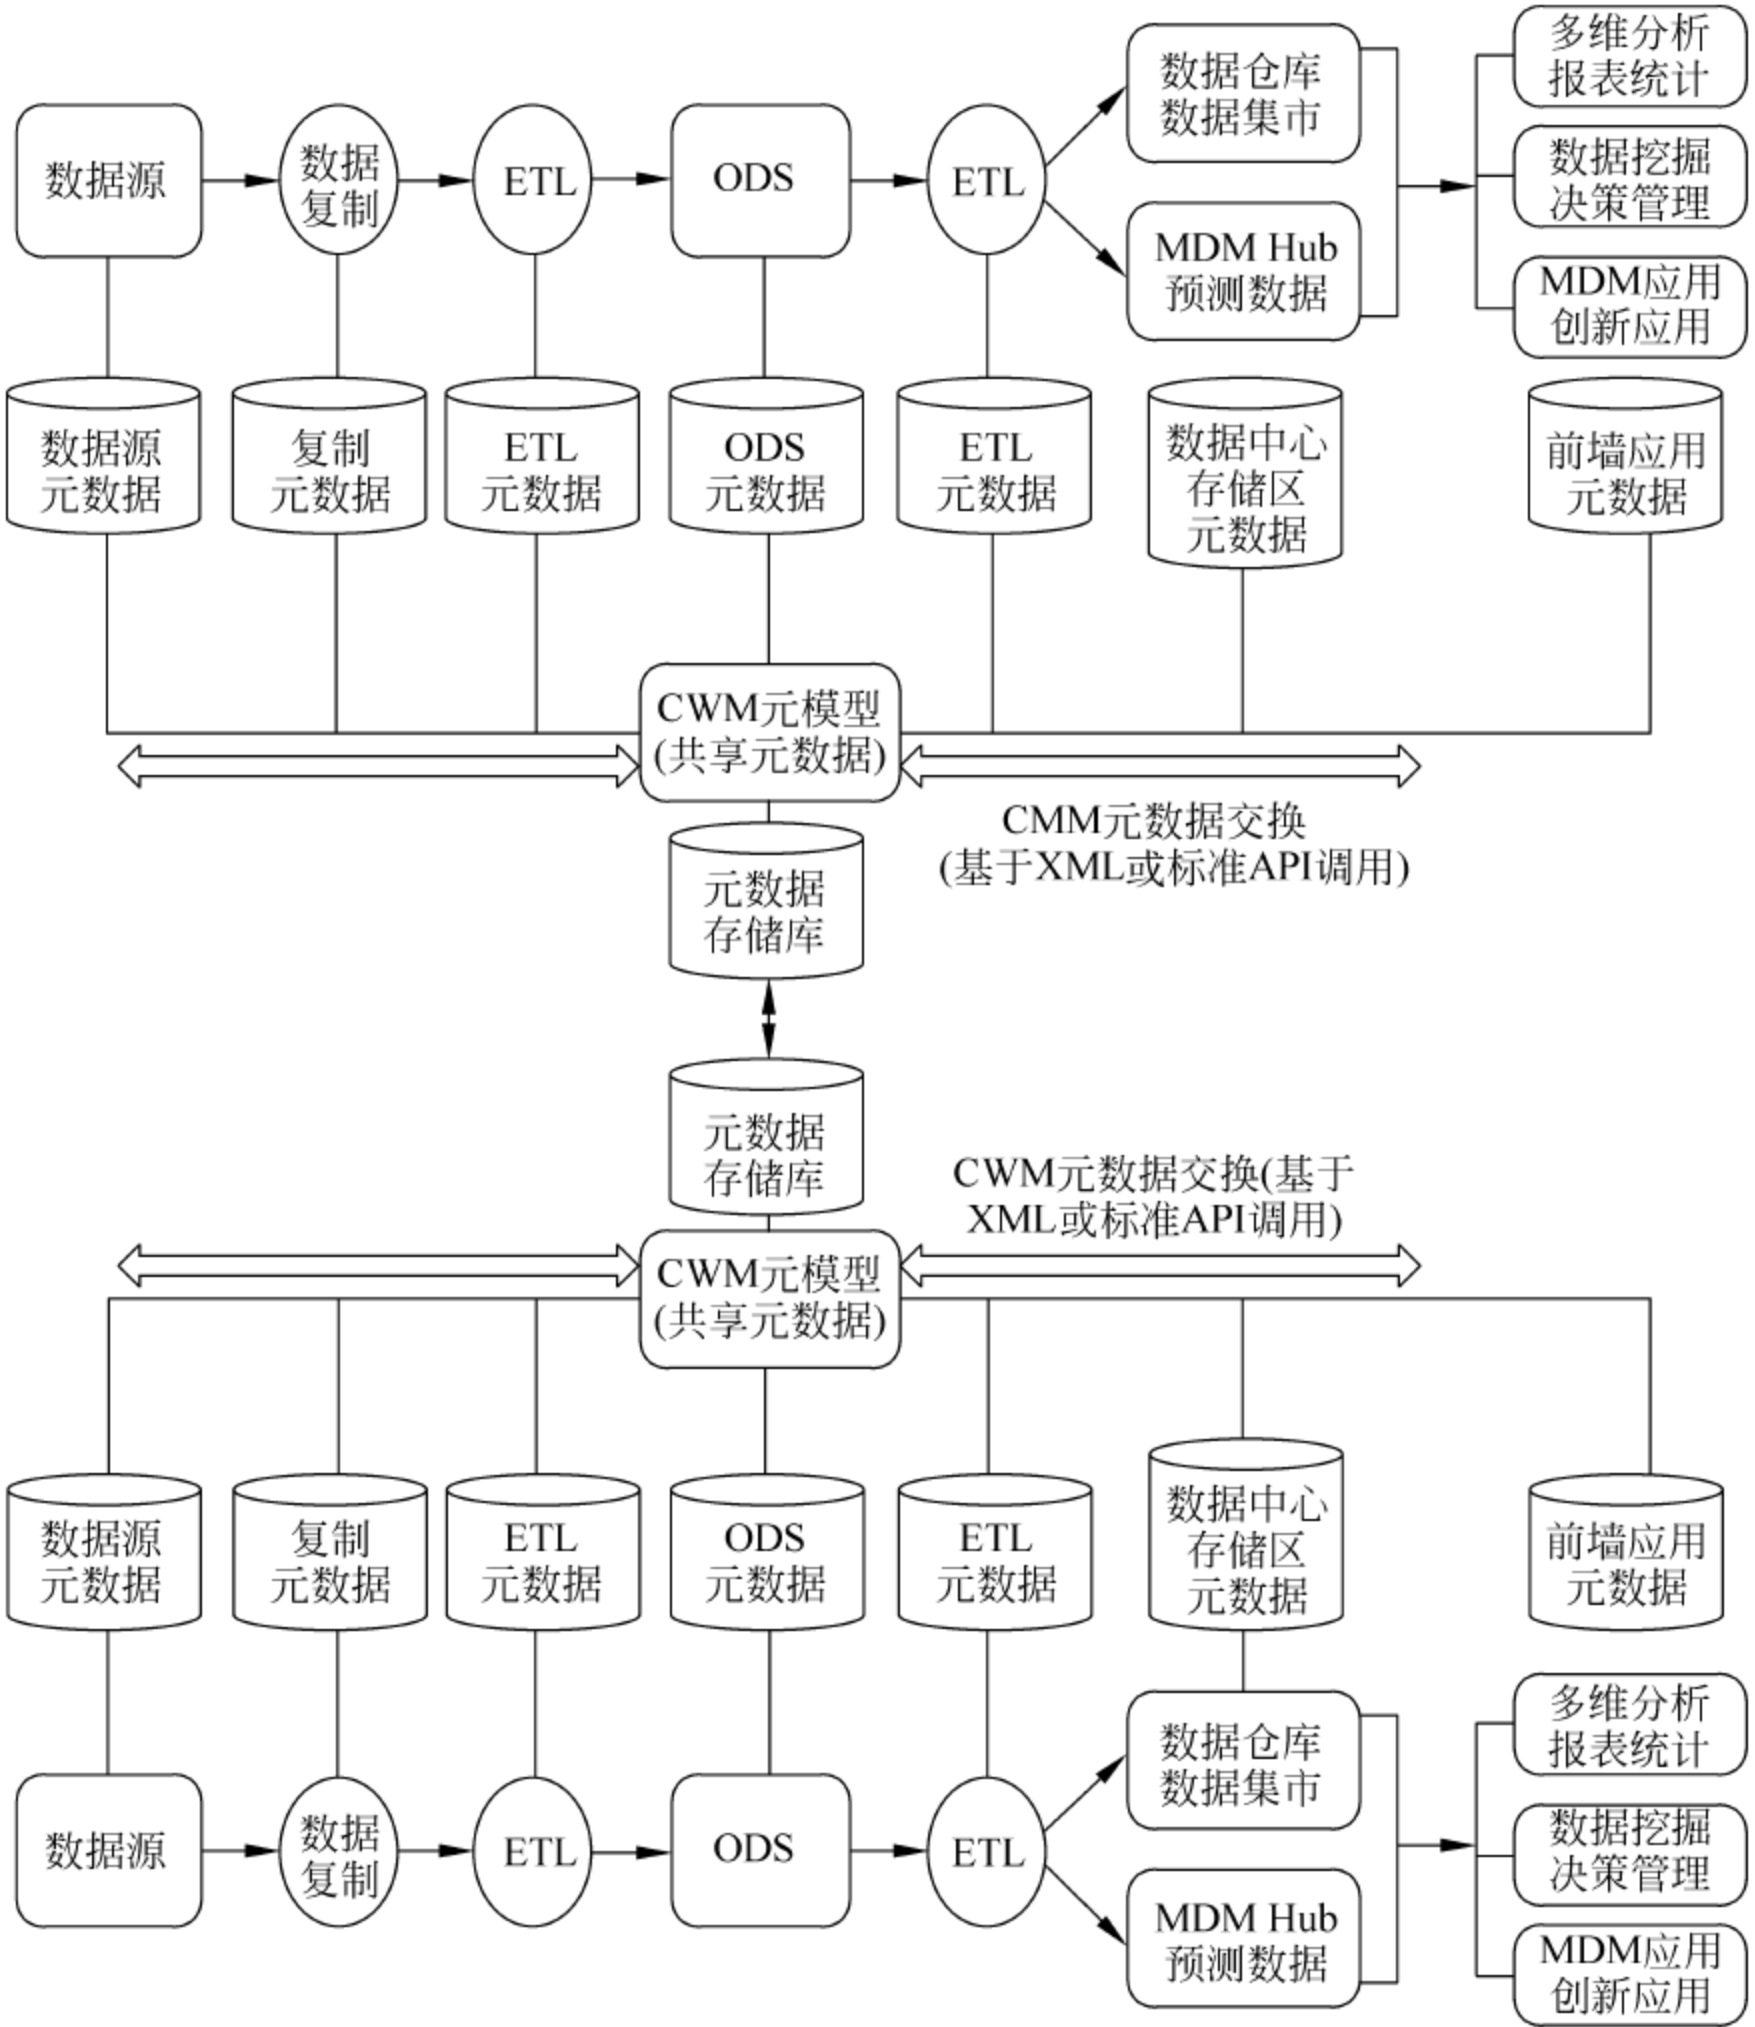 数据源
数据
复制
ETL
ODS
ETL
数据仓库
数据集市
MDM Hub
预测数据
多维分析
报表统计
数据挖掘
决策管理
MDM应用
创新应用
数据源
元数据
复制
元数据
ETL
元数据
ODS
元数据
ETL
元数据
数据中心
存储区
元数据
前墙应用
元数据
CWM元模型
(共享元数据)
CMM元数据交换
(基于XML或标准API调用)
元数据
存储库
元数据
存储库
CWM元数据交换(基于
XML或标准API调用)
CWM元模型
(共享元数据)
数据源
元数据
复制
元数据
ETL
元数据
ODS
元数据
ETL
元数据
数据中心
存储区
元数据
前墙应用
元数据
数据源
数据
复制
ETL
ODS
ETL
数据仓库
数据集市
MDM Hub
预测数据
多维分析
报表统计
数据挖掘
决策管理
MDM应用
创新应用